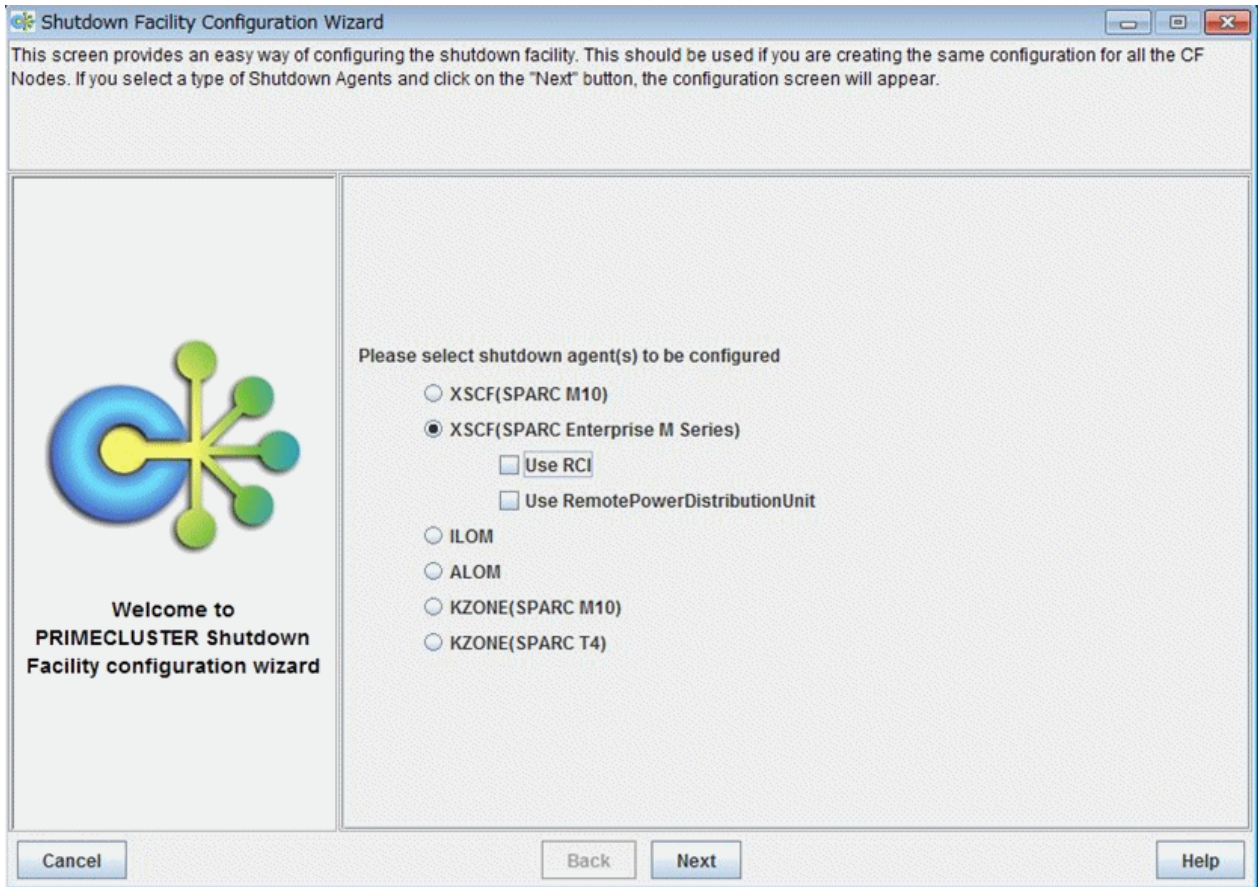 Shutdown Facility Configuration Wizard
This screen provides an easy way of configuring the shutdown facility. This should be used if you are creating the same configuration for all the CF
Nodes. If you select a type of Shutdown Agents and click on the "Next" button, the configuration screen will appear.
Please select shutdown agent(s) to be configured
XSCF(SPARC M10)
XSCF(SPARC Enterprise M Series)
Use RCI
Use RemotePowerDistributionUnit
ILOM
ALOM
KZONE(SPARC M10)
KZONE(SPARC T4)
Welcome to
PRIMECLUSTER Shutdown
Facility configuration wizard
Cancel
Back
Next
Help